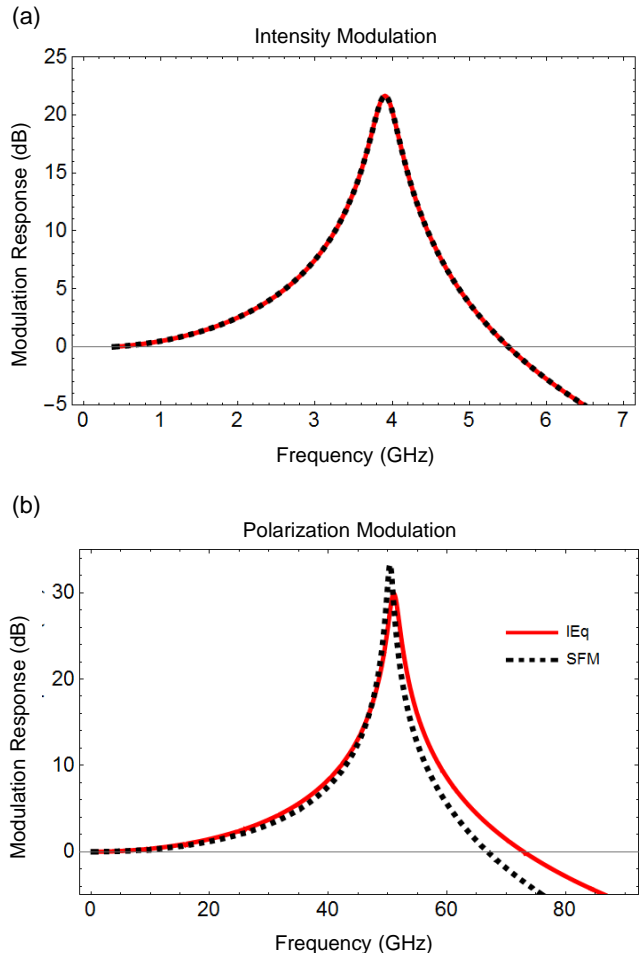 (a)
Intensity Modulation
25
20
15
10
5
0
−5
Modulation Response (dB)
0 1 2 3 4 5 6 7
Frequency (GHz)
(b)
Polarization Modulation
30
20
10
0
Modulation Response (dB)
IEq
SFM
0 20 40 60 80
Frequency (GHz)